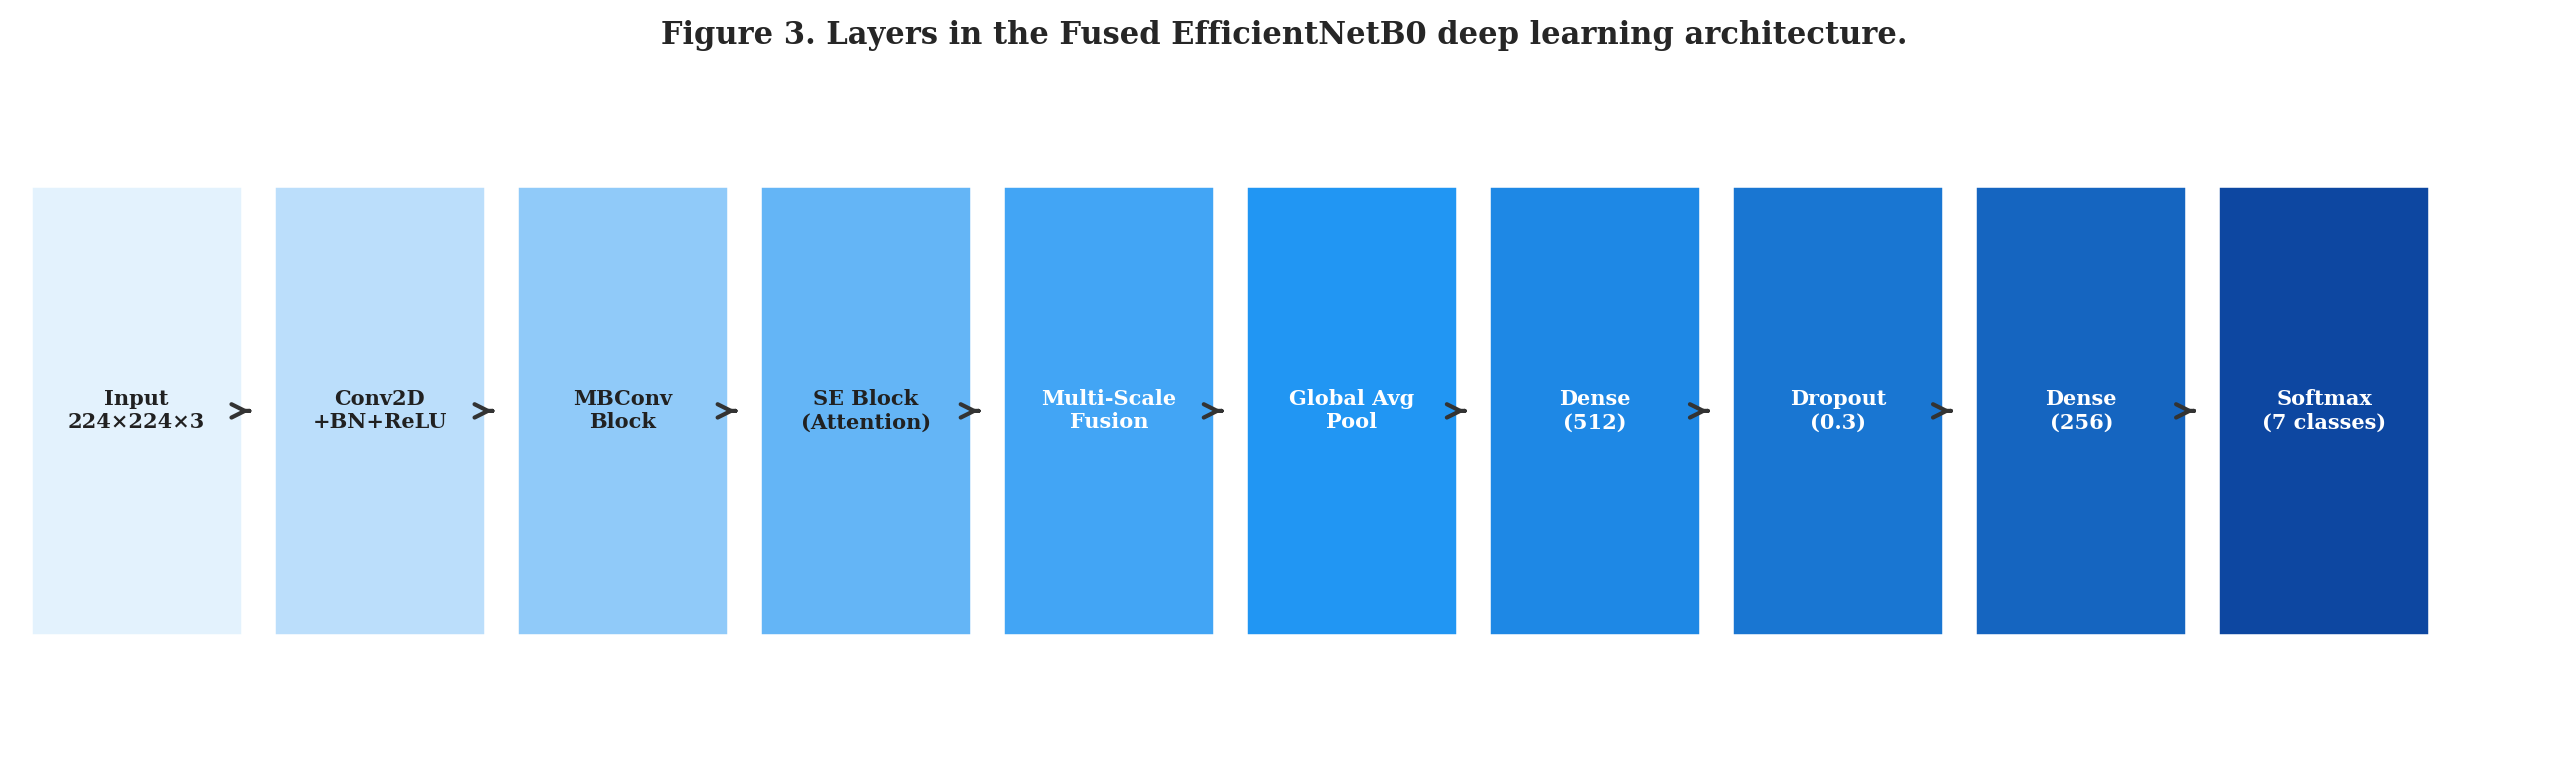 Figure 3. Layers in the Fused EfficientNetB0 deep learning architecture.
Input
224×224×3
Conv2D
+BN+ReLU
MBConv
Block
SE Block
(Attention)
Multi-Scale
Fusion
Global Avg
Pool
Dense
(512)
Dropout
(0.3)
Dense
(256)
Softmax
(7 classes)